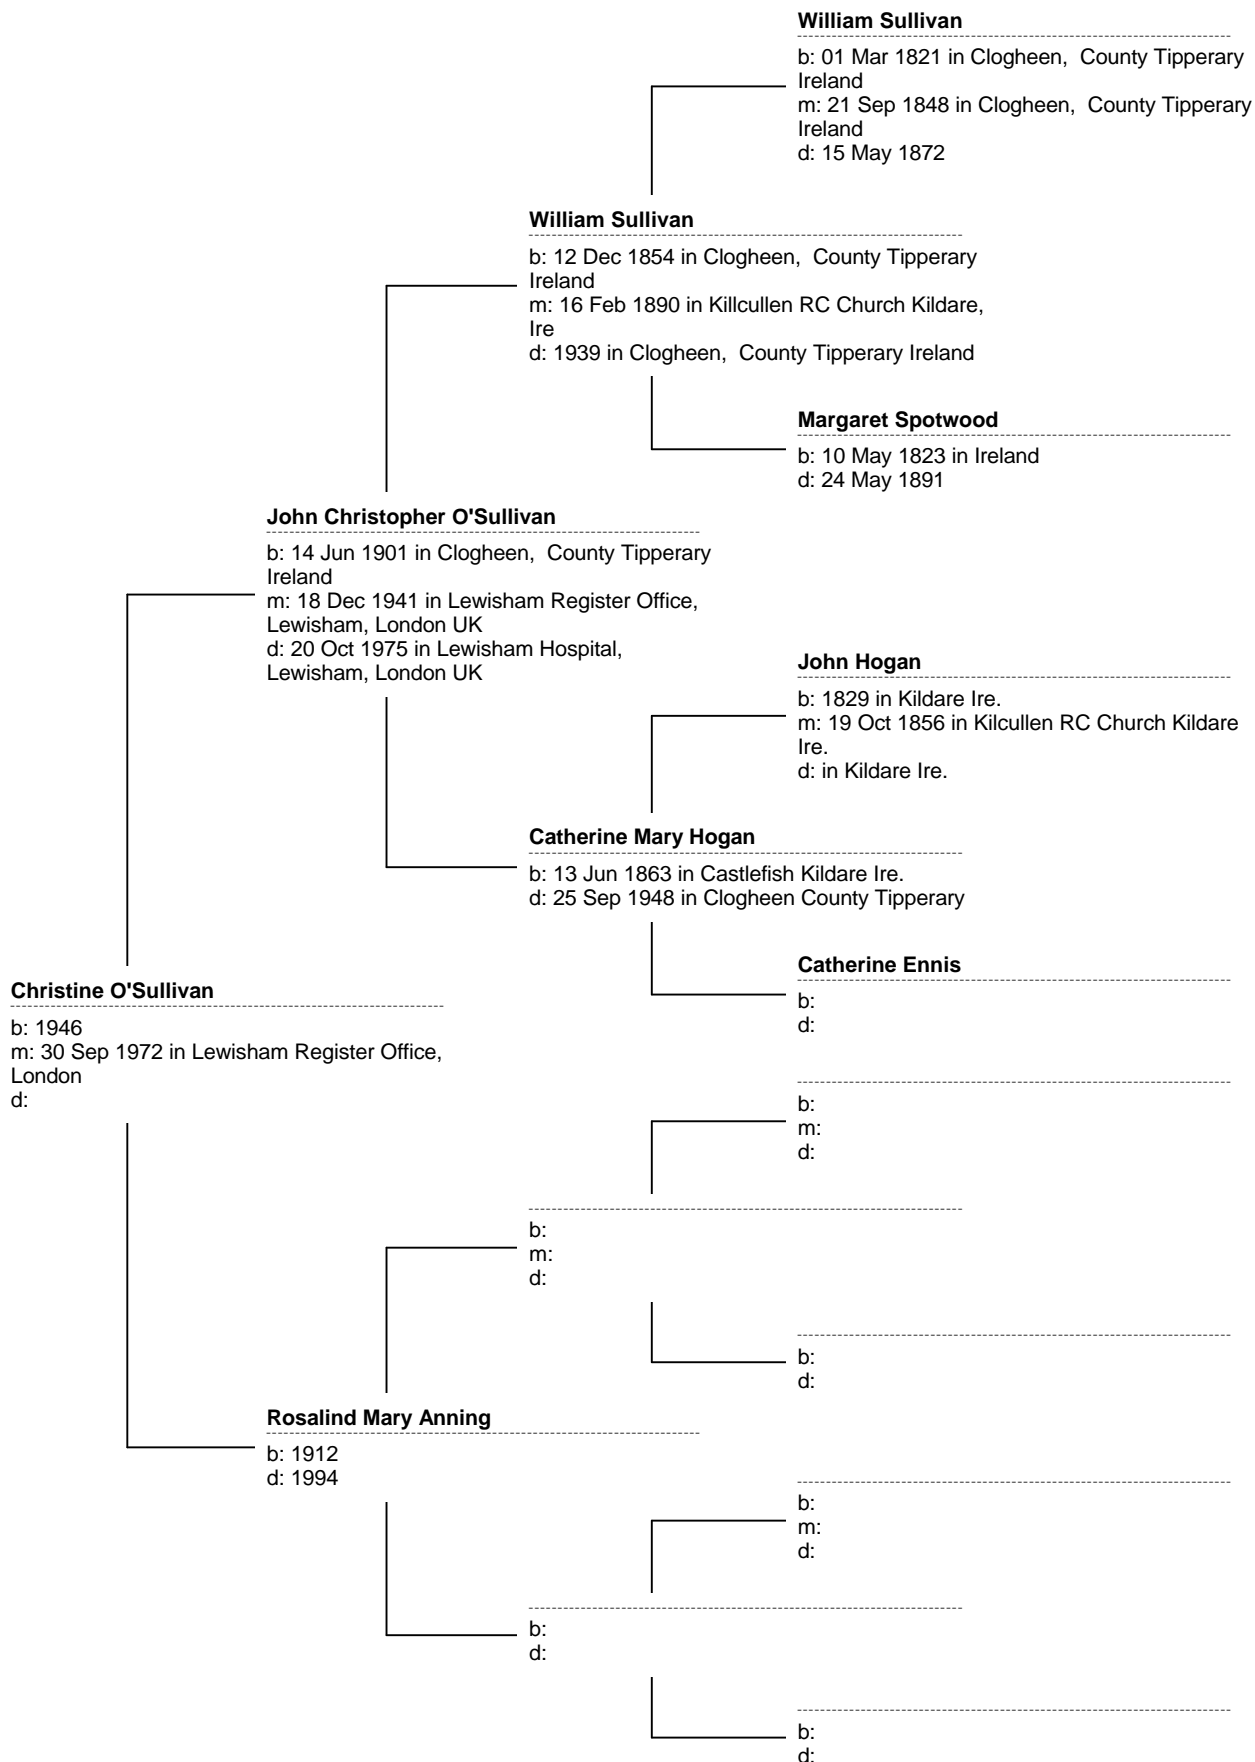 William Sullivan
b: 01 Mar 1821 in Clogheen,  County Tipperary
Ireland
m: 21 Sep 1848 in Clogheen,  County Tipperary
Ireland
d: 15 May 1872
William Sullivan
b: 12 Dec 1854 in Clogheen,  County Tipperary
Ireland
m: 16 Feb 1890 in Killcullen RC Church Kildare,
Ire
d: 1939 in Clogheen,  County Tipperary Ireland
Margaret Spotwood
b: 10 May 1823 in Ireland
d: 24 May 1891
John Christopher O'Sullivan
b: 14 Jun 1901 in Clogheen,  County Tipperary
Ireland
m: 18 Dec 1941 in Lewisham Register Office,
Lewisham, London UK
d: 20 Oct 1975 in Lewisham Hospital,
Lewisham, London UK
John Hogan
b: 1829 in Kildare Ire.
m: 19 Oct 1856 in Kilcullen RC Church Kildare
Ire.
d: in Kildare Ire.
Catherine Mary Hogan
b: 13 Jun 1863 in Castlefish Kildare Ire.
d: 25 Sep 1948 in Clogheen County Tipperary
Catherine Ennis
b:
d:
Christine O'Sullivan
b: 1946
m: 30 Sep 1972 in Lewisham Register Office,
London
d:
b:
m:
d:
b:
m:
d:
b:
d:
Rosalind Mary Anning
b: 1912
d: 1994
b:
m:
d:
b:
d:
b:
d: